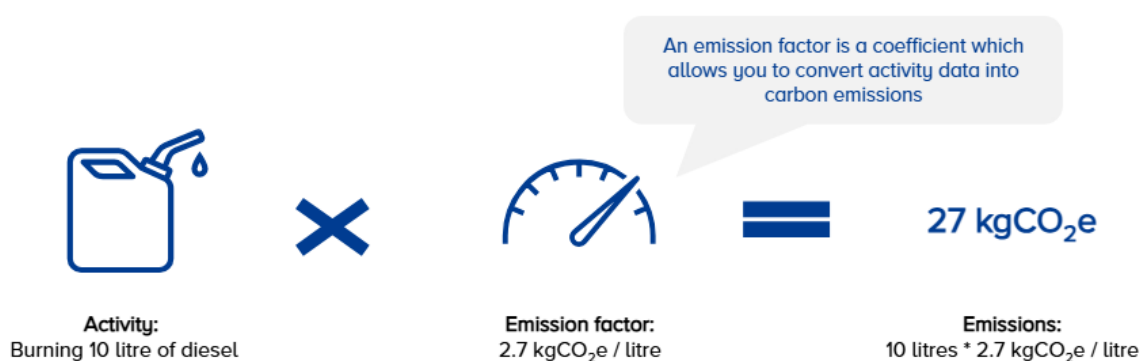 An emission factor is a coefficient which
allows you to convert activity data into
carbon emissions
27 kgCO₂e
Activity:
Burning 10 litre of diesel
Emission factor:
2.7 kgCO₂e / litre
Emissions:
10 litres * 2.7 kgCO₂e / litre